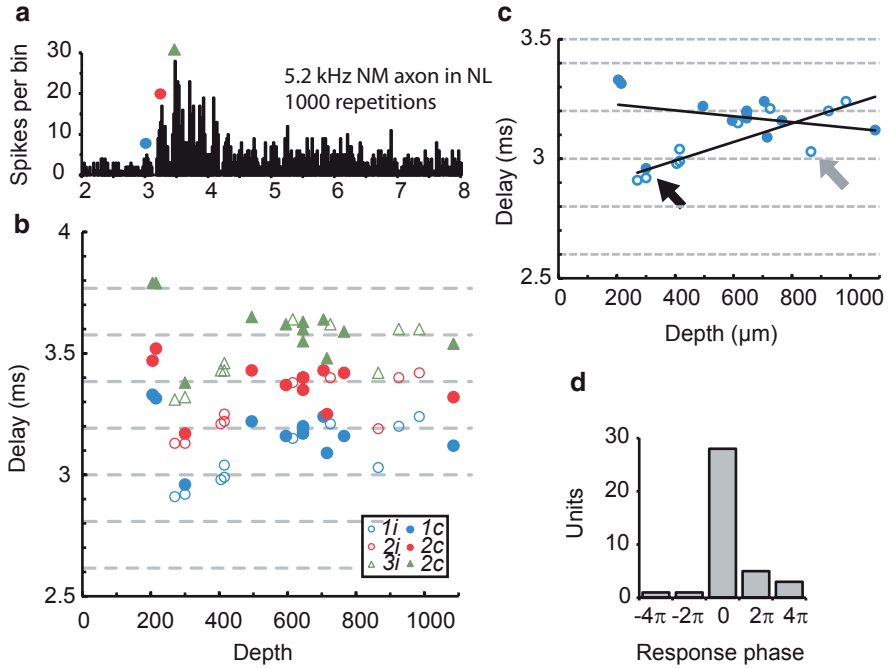 a
Spikes per bin
30
20
10
0
5.2 kHz NM axon in NL
1000 repetitions
2 3 4 5 6 7 8
b
Delay (ms)
4
3.5
3
2.5
0 200 400 600 800 1000
Depth
1i 1c
2i 2c
3i 2c
c
Delay (ms)
3.5
3
2.5
0 200 400 600 800 1000
Depth (µm)
d
Units
30
20
10
0
-4π -2π 0 2π 4π
Response phase